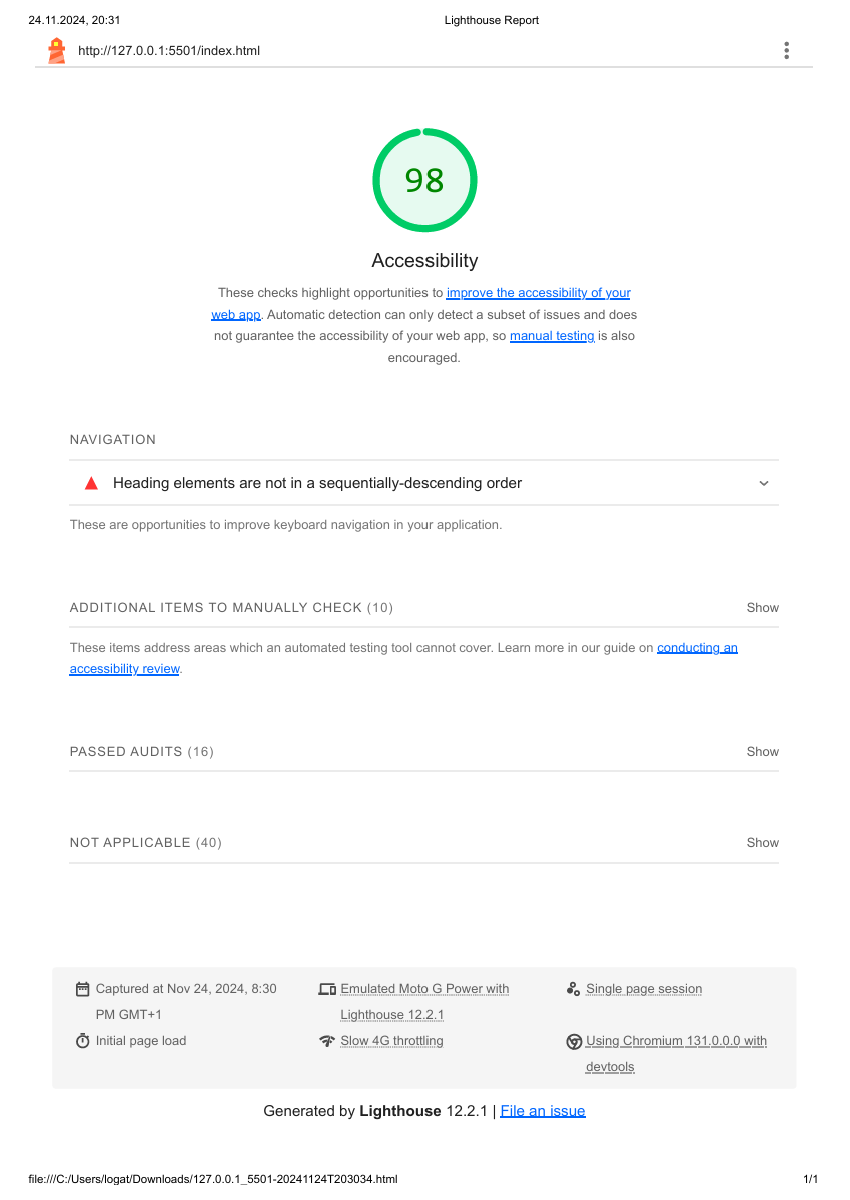 24.11.2024, 20:31 Lighthouse Report
http://127.0.0.1:5501/index.html
98
Accessibility
These checks highlight opportunities to improve the accessibility of your
web app. Automatic detection can only detect a subset of issues and does
not guarantee the accessibility of your web app, so manual testing is also
encouraged.
NAVIGATION
Heading elements are not in a sequentially-descending order
These are opportunities to improve keyboard navigation in your application.
ADDITIONAL ITEMS TO MANUALLY CHECK (10) Show
These items address areas which an automated testing tool cannot cover. Learn more in our guide on conducting an
accessibility review.
PASSED AUDITS (16) Show
NOT APPLICABLE (40) Show
Captured at Nov 24, 2024, 8:30
PM GMT+1
Emulated Moto G Power with
Lighthouse 12.2.1
Single page session
Initial page load
Slow 4G throttling
Using Chromium 131.0.0.0 with
devtools
Generated by Lighthouse 12.2.1 | File an issue
file:///C:/Users/logat/Downloads/127.0.0.1_5501-20241124T203034.html 1/1